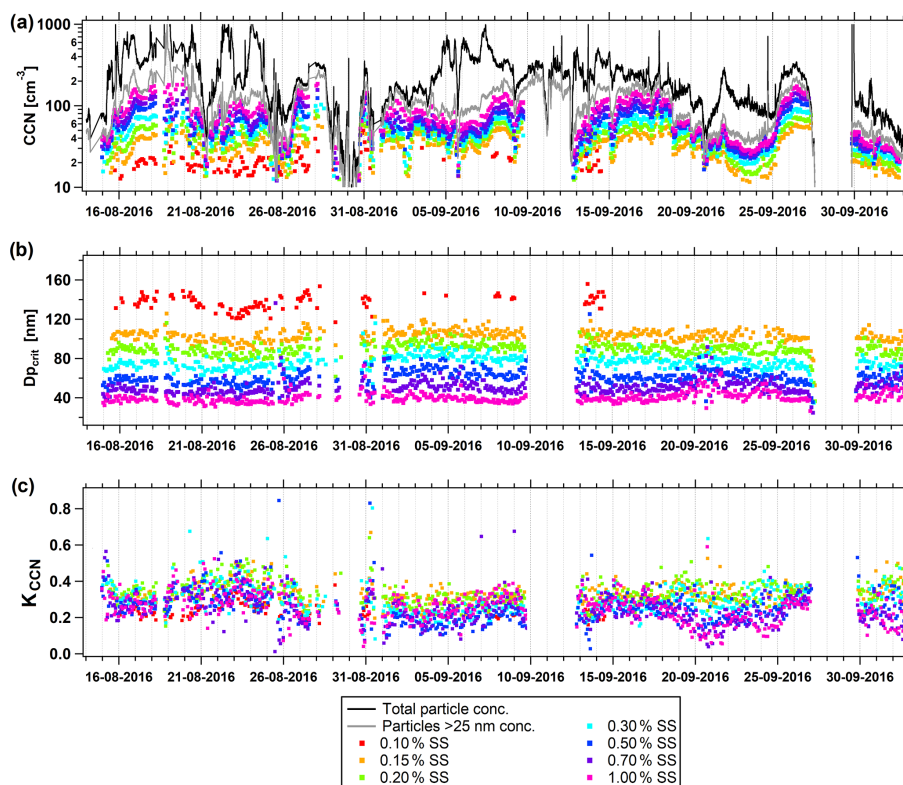 (a)
1000
6
4
2
100
6
4
2
10
CCN [cm⁻³]
16-08-2016 21-08-2016 26-08-2016 31-08-2016 05-09-2016 10-09-2016 15-09-2016 20-09-2016 25-09-2016 30-09-2016
(b)
160
120
80
40
Dp_crit [nm]
16-08-2016 21-08-2016 26-08-2016 31-08-2016 05-09-2016 10-09-2016 15-09-2016 20-09-2016 25-09-2016 30-09-2016
(c)
0.8
0.6
0.4
0.2
0.0
K_CCN
16-08-2016 21-08-2016 26-08-2016 31-08-2016 05-09-2016 10-09-2016 15-09-2016 20-09-2016 25-09-2016 30-09-2016
Total particle conc.
Particles >25 nm conc.
0.10 % SS
0.15 % SS
0.20 % SS
0.30 % SS
0.50 % SS
0.70 % SS
1.00 % SS